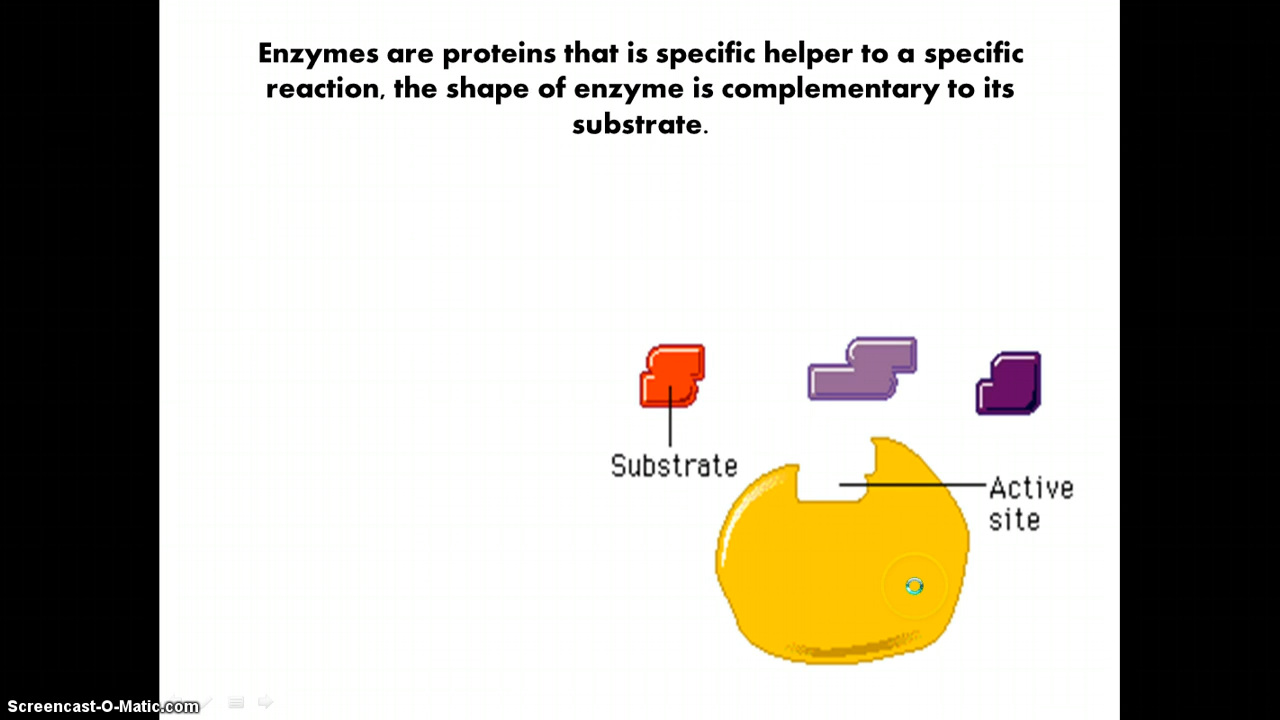 Enzymes are proteins that is specific helper to a specific
reaction, the shape of enzyme is complementary to its
substrate.
Substrate
Active
site
Screencast-O-Matic.com